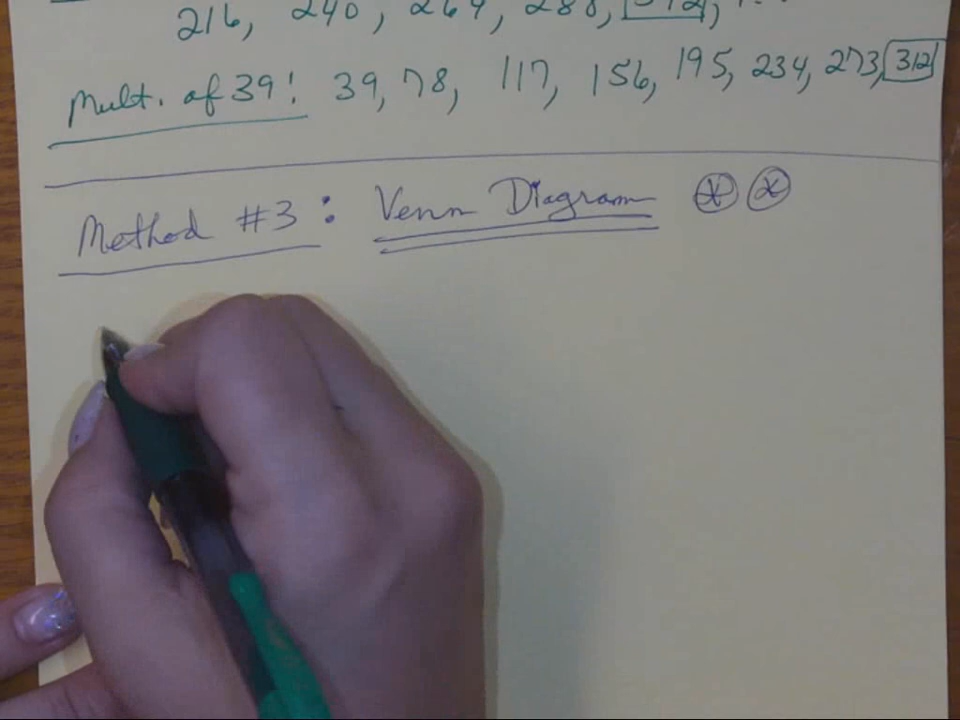 216, 240, 264, 288, 312,
Mult. of 39: 39, 78, 117, 156, 195, 234, 273, 312
Method #3: Venn Diagram